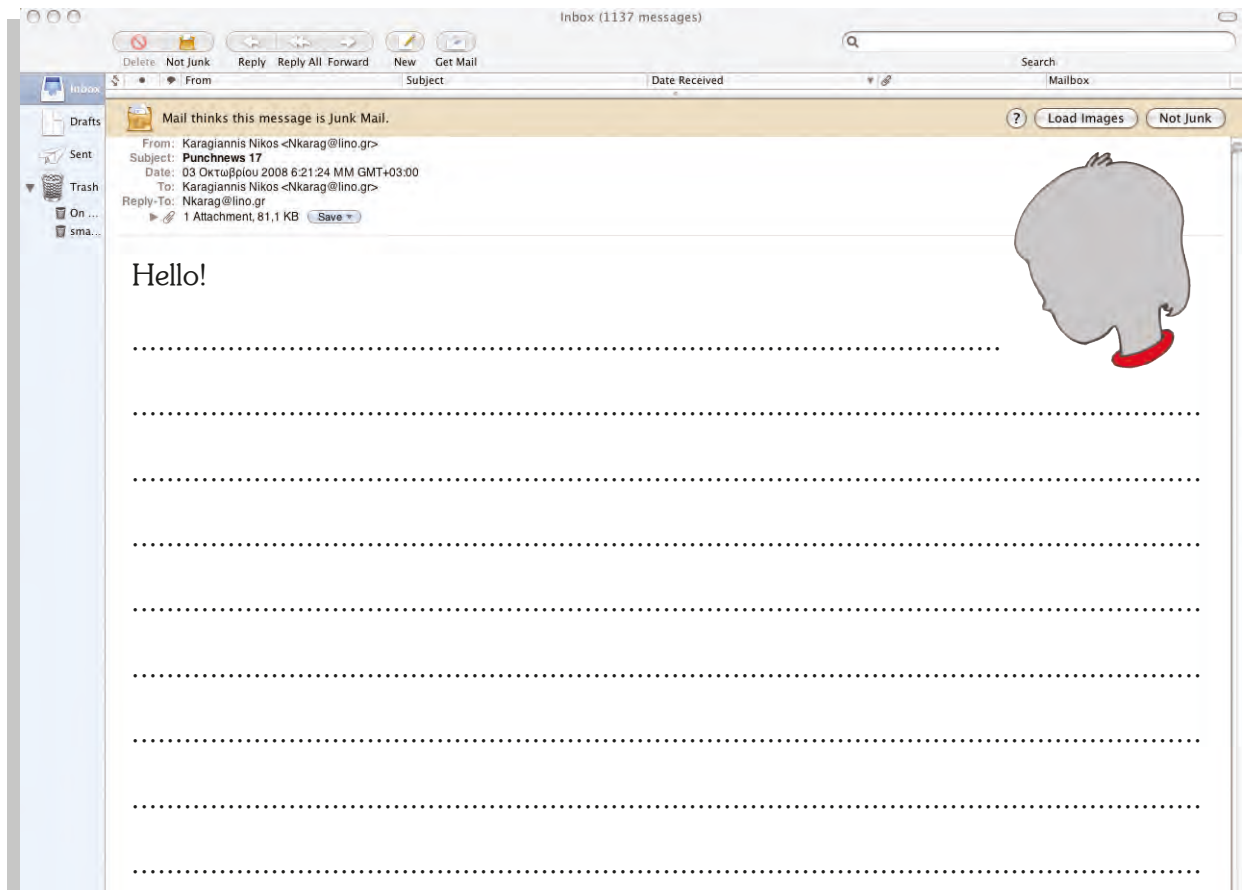 Inbox (1137 messages)
Delete Not Junk Reply Reply All Forward New Get Mail Search
From Subject Date Received Mailbox
Inbox
Drafts
Sent
Trash
On ...
sma...
Mail thinks this message is Junk Mail. ? Load Images Not Junk
From: Karagiannis Nikos <Nkarag@lino.gr>
Subject: Punchnews 17
Date: 03 Οκτωβρίου 2008 6:21:24 MM GMT+03:00
To: Karagiannis Nikos <Nkarag@lino.gr>
Reply-To: Nkarag@lino.gr
1 Attachment, 81,1 KB Save
Hello!